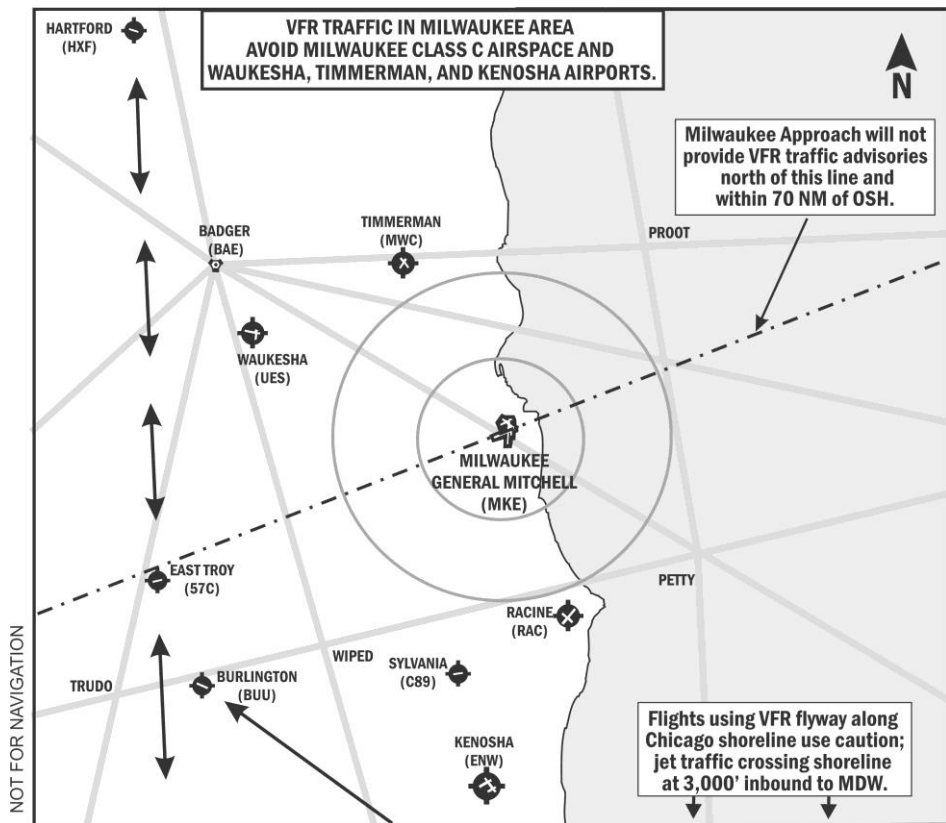 HARTFORD
(HXF)
VFR TRAFFIC IN MILWAUKEE AREA
AVOID MILWAUKEE CLASS C AIRSPACE AND
WAUKESHA, TIMMERMAN, AND KENOSHA AIRPORTS.
N
Milwaukee Approach will not
provide VFR traffic advisories
north of this line and
within 70 NM of OSH.
BADGER
(BAE)
TIMMERMAN
(MWC)
PROOT
WAUKESHA
(UES)
MILWAUKEE
GENERAL MITCHELL
(MKE)
EAST TROY
(57C)
PETTY
RACINE
(RAC)
WIPED
SYLVANIA
(C89)
TRUDO
BURLINGTON
(BUU)
KENOSHA
(ENW)
Flights using VFR flyway along
Chicago shoreline use caution;
jet traffic crossing shoreline
at 3,000' inbound to MDW.
NOT FOR NAVIGATION